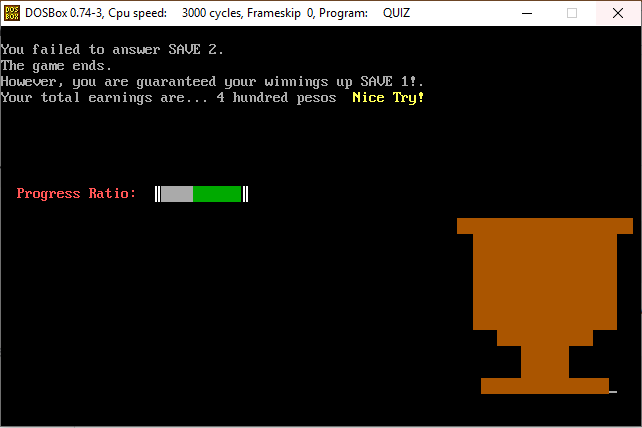 DOSBox 0.74-3, Cpu speed: 3000 cycles, Frameskip 0, Program: QUIZ
You failed to answer SAVE 2.
The game ends.
However, you are guaranteed your winnings up SAVE 1!.
Your total earnings are... 4 hundred pesos Nice Try!
Progress Ratio: